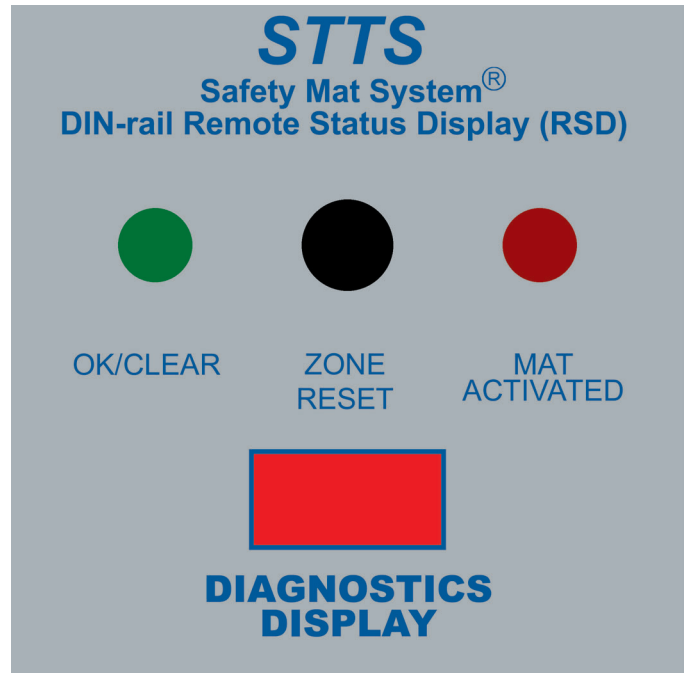 STTS
Safety Mat System®
DIN-rail Remote Status Display (RSD)
OK/CLEAR
ZONE
RESET
MAT
ACTIVATED
DIAGNOSTICS
DISPLAY